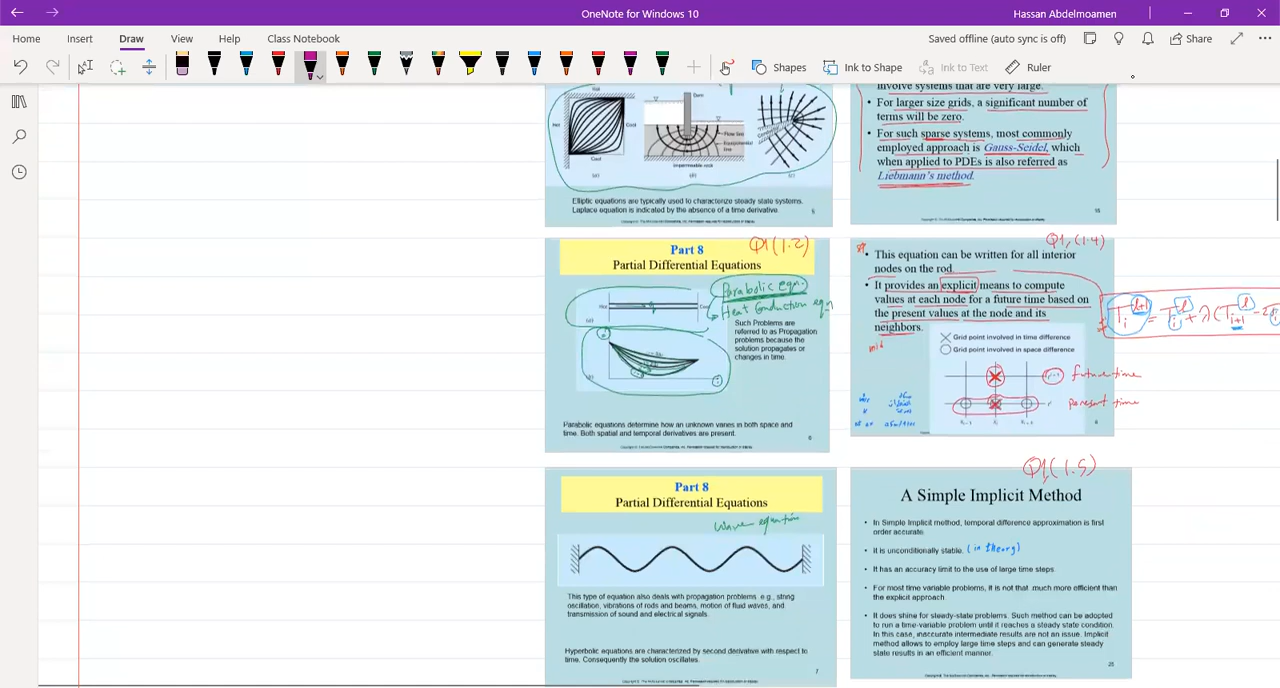 OneNote for Windows 10
Hassan Abdelmoamen
Home Insert Draw View Help Class Notebook
Saved offline (auto sync is off) Share
Shapes Ink to Shape Ink to Text Ruler
Hot
Cool
Hot
Cool
(a)
Dam
Flow line
Equipotential line
Impermeable rock
(b)
(c)
Elliptic equations are typically used to characterize steady state systems.
Laplace equation is indicated by the absence of a time derivative.
5
involve systems that are very large.
• For larger size grids, a significant number of
terms will be zero.
• For such sparse systems, most commonly
employed approach is Gauss-Seidel, which
when applied to PDEs is also referred as
Liebmann's method.
Part 8
Q1(1.2)
Partial Differential Equations
Parabolic eqn.
Heat Conduction eqn
Hot
Cool
(a)
(b)
Such Problems are
referred to as Propagation
problems because the
solution propagates or
changes in time.
Parabolic equations determine how an unknown varies in both space and
time. Both spatial and temporal derivatives are present.
6
Q1, (1.4)
• This equation can be written for all interior
nodes on the rod.
• It provides an explicit means to compute
values at each node for a future time based on
the present values at the node and its
neighbors.
Grid point involved in time difference
Grid point involved in space difference
future time
present time
Part 8
Partial Differential Equations
Wave equation
This type of equation also deals with propagation problems e.g., string
oscillation, vibrations of rods and beams, motion of fluid waves, and
transmission of sound and electrical signals.
Hyperbolic equations are characterized by second derivative with respect to
time. Consequently the solution oscillates.
7
Q1,(1.5)
A Simple Implicit Method
• In Simple Implicit method, temporal difference approximation is first
order accurate.
• It is unconditionally stable. (in theory)
• It has an accuracy limit to the use of large time steps.
• For most time variable problems, it is not that much more efficient than
the explicit approach.
• It does shine for steady-state problems. Such method can be adopted
to run a time-variable problem until it reaches a steady state condition.
In this case, inaccurate intermediate results are not an issue. Implicit
method allows to employ large time steps and can generate steady
state results in an efficient manner.